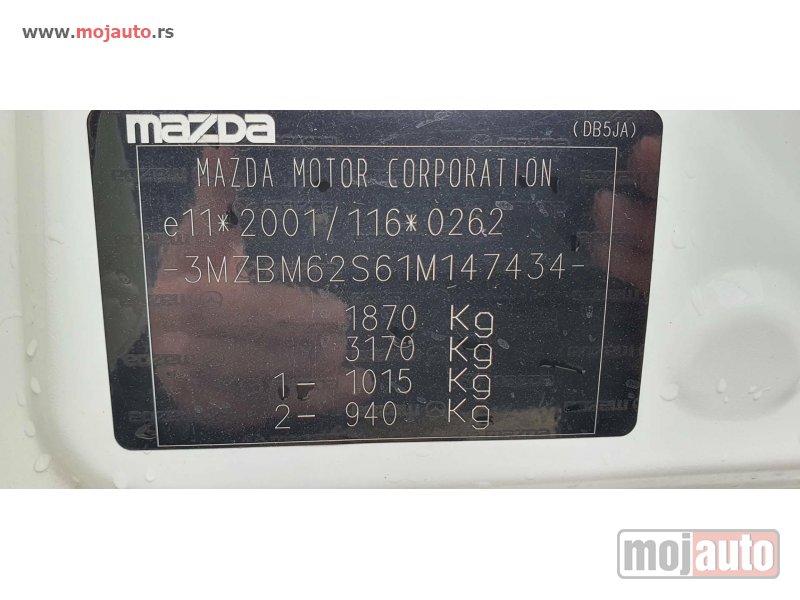 www.mojauto.rs
mazda (DB5JA)
MAZDA MOTOR CORPORATION
e11*2001/116*0262
-3MZBM62S61M147434-
1870 Kg
3170 Kg
1- 1015 Kg
2- 940 Kg
mojauto